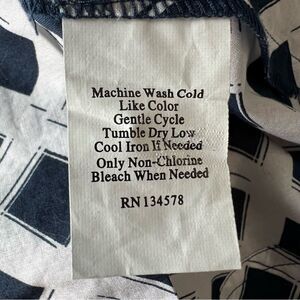 Machine Wash Cold
Like Color
Gentle Cycle
Tumble Dry Low
Cool Iron If Needed
Only Non-Chlorine
Bleach When Needed
RN 134578